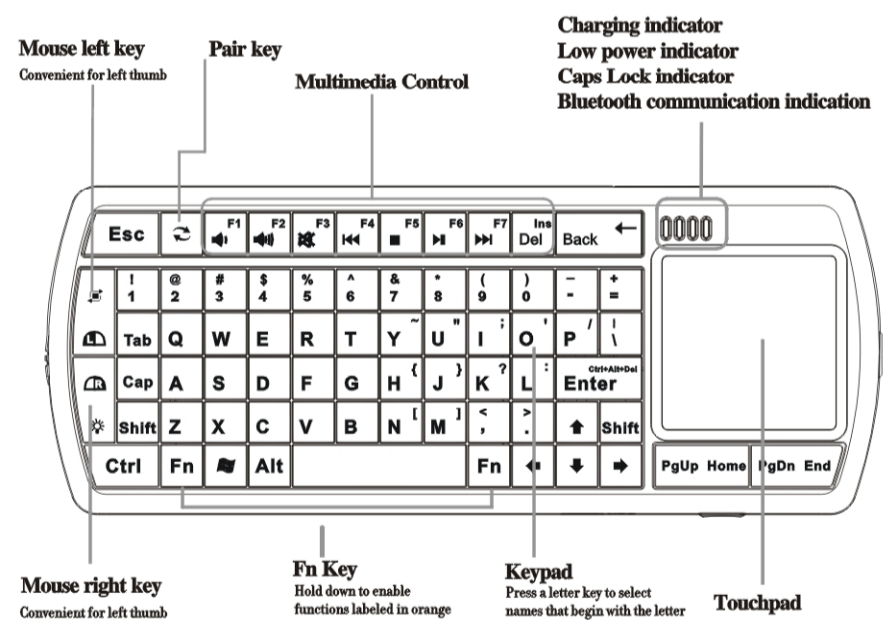 Charging indicator
Low power indicator
Caps Lock indicator
Bluetooth communication indication
Mouse left key
Convenient for left thumb
Pair key
Multimedia Control
Esc F1 F2 F3 F4 F5 F6 F7 Ins Del Back ←
! 1 @ 2 # 3 $ 4 % 5 ^ 6 & 7 * 8 ( 9 ) 0 – - + =
L Tab Q W E R T Y ~ U " I ; O ' P / | \
R Cap A S D F G H { J } K ? L : Enter Ctrl+Alt+Del
Shift Z X C V B N [ M ] < , > . ↑ Shift
Ctrl Fn Alt Fn ← ↓ → PgUp Home PgDn End
Mouse right key
Convenient for left thumb
Fn Key
Hold down to enable
functions labeled in orange
Keypad
Press a letter key to select
names that begin with the letter
Touchpad